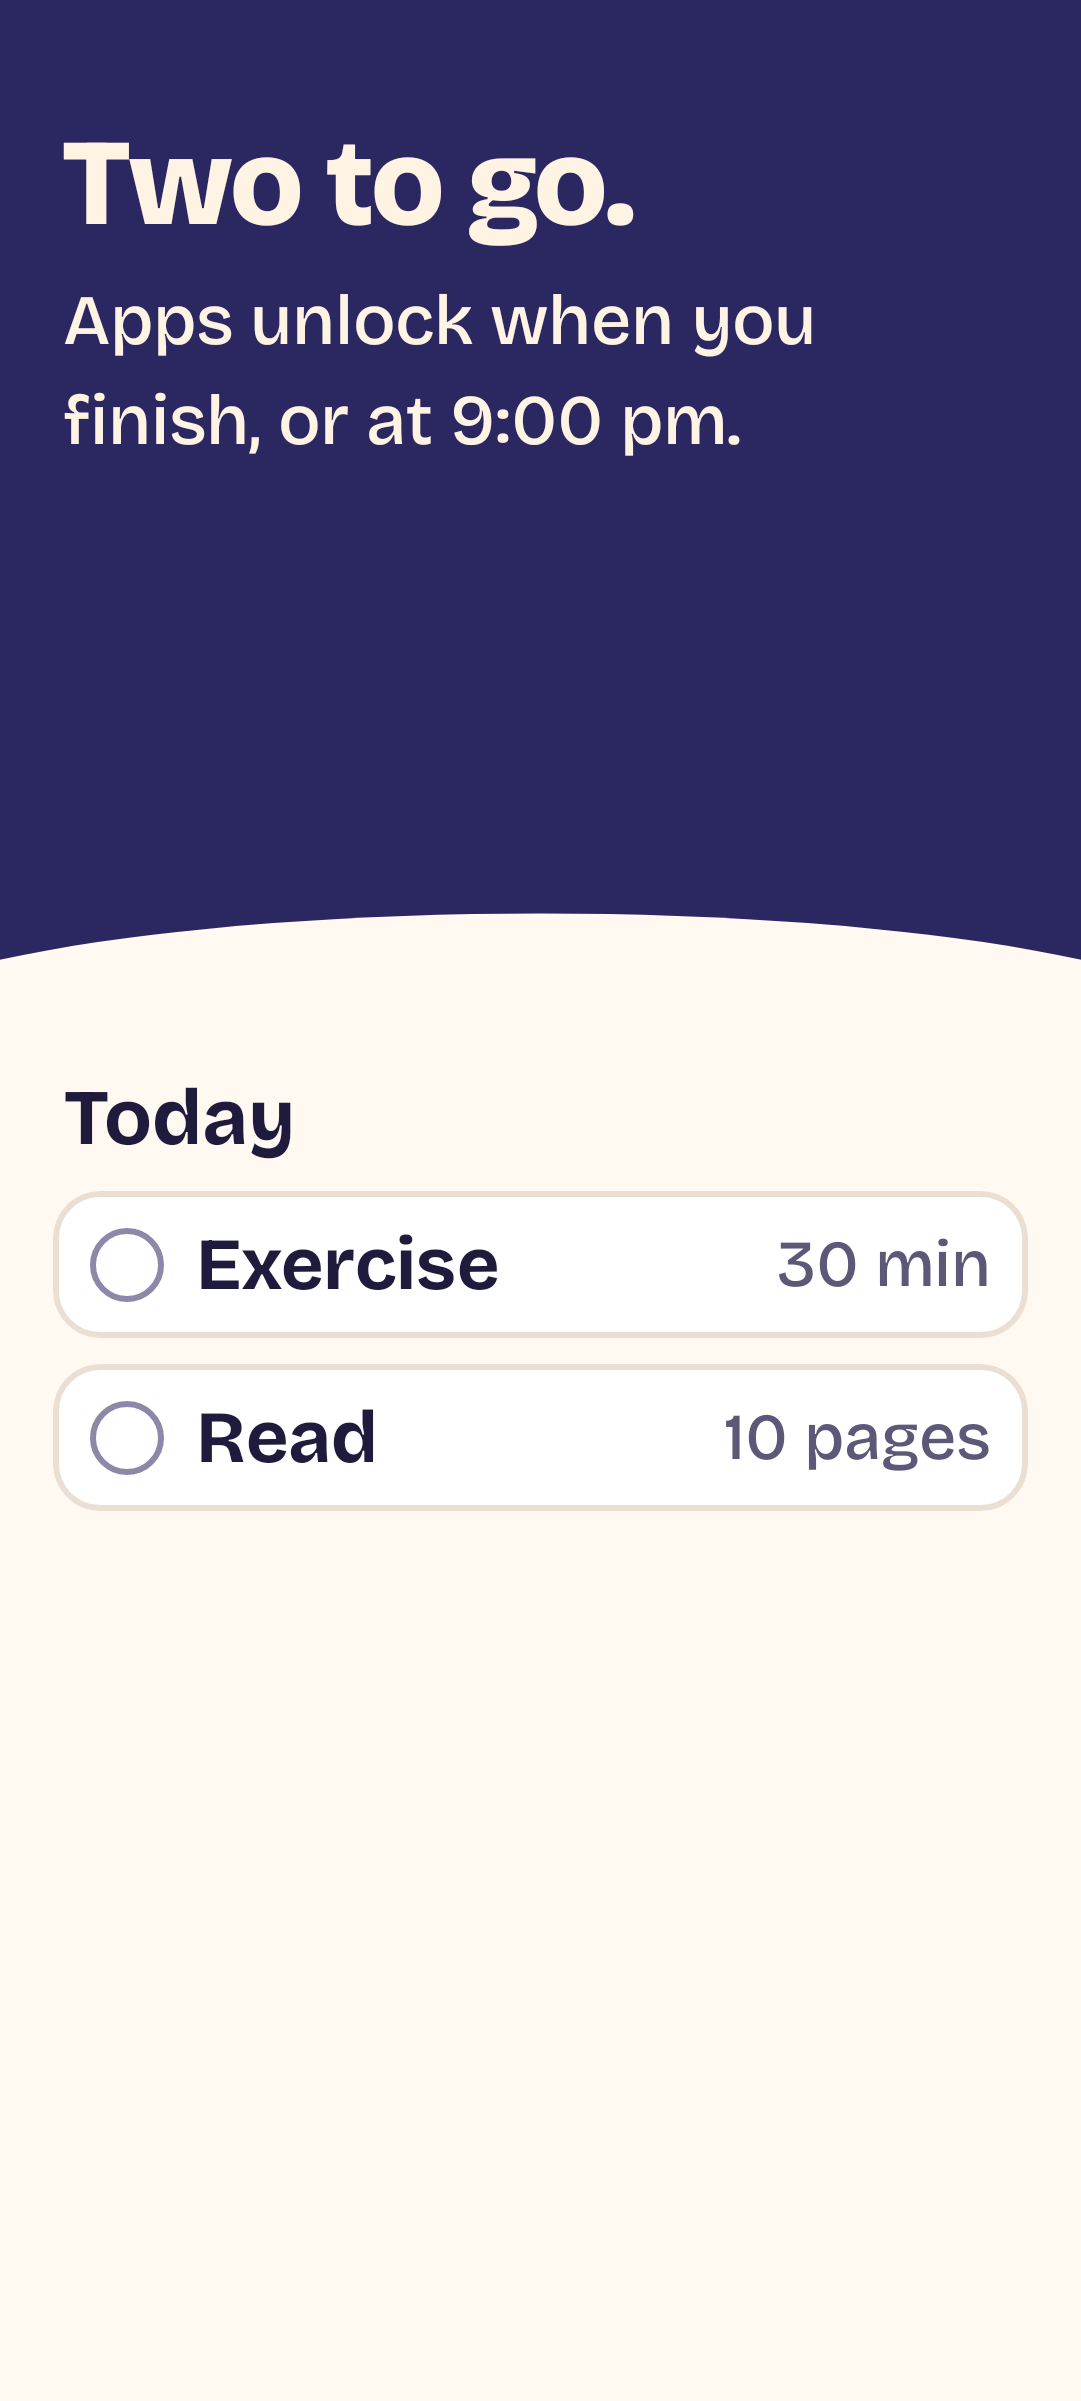 Two to go.
Apps unlock when you
finish, or at 9:00 pm.
Today
Exercise 30 min
Read 10 pages